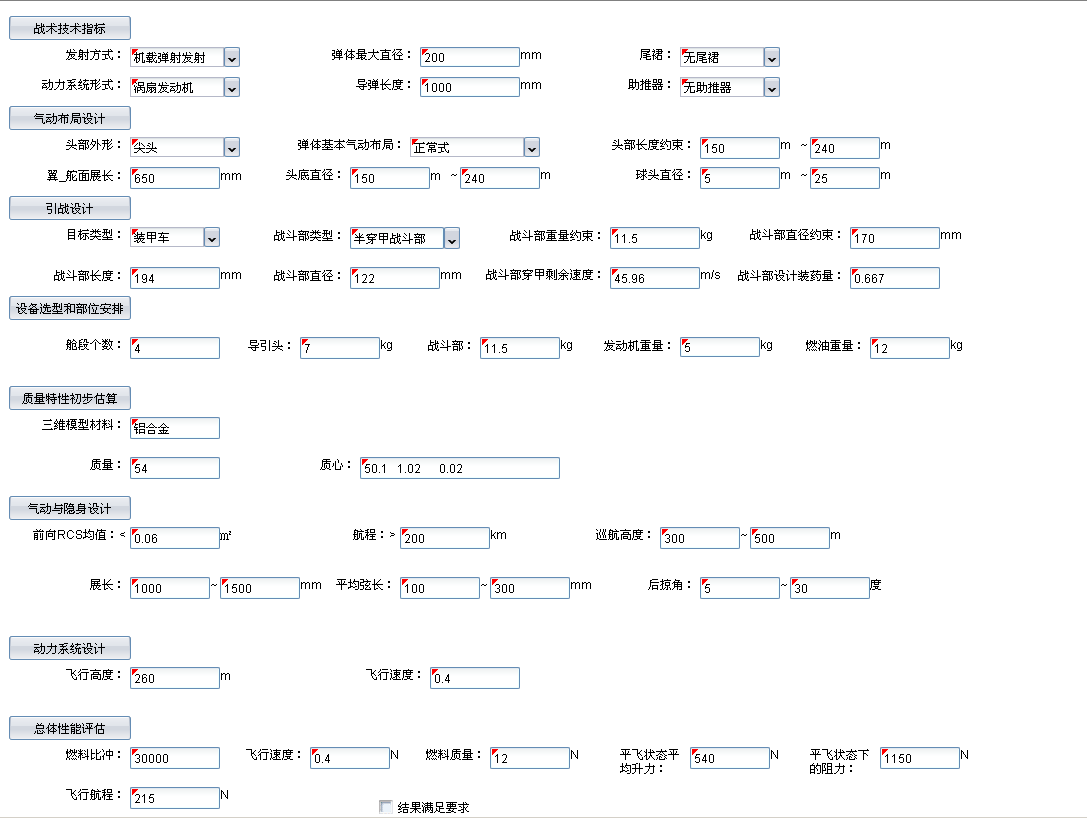 战术技术指标
发射方式： 机载弹射发射 弹体最大直径： 200 mm 尾裙： 无尾裙
动力系统形式： 涡扇发动机 导弹长度： 1000 mm 助推器： 无助推器
气动布局设计
头部外形： 尖头 弹体基本气动布局： 正常式 头部长度约束： 150 m ~ 240 m
翼_舵面展长： 650 mm 头底直径： 150 m ~ 240 m 球头直径： 5 m ~ 25 m
引战设计
目标类型： 装甲车 战斗部类型： 半穿甲战斗部 战斗部重量约束： 11.5 kg 战斗部直径约束： 170 mm
战斗部长度： 194 mm 战斗部直径： 122 mm 战斗部穿甲剩余速度： 45.96 m/s 战斗部设计装药量： 0.667
设备选型和部位安排
舱段个数： 4 导引头： 7 kg 战斗部： 11.5 kg 发动机重量： 5 kg 燃油重量： 12 kg
质量特性初步估算
三维模型材料： 铝合金
质量： 54 质心： 50.1 1.02 0.02
气动与隐身设计
前向RCS均值：< 0.06 ㎡ 航程：> 200 km 巡航高度： 300 ~ 500 m
展长： 1000 ~ 1500 mm 平均弦长： 100 ~ 300 mm 后掠角： 5 ~ 30 度
动力系统设计
飞行高度： 260 m 飞行速度： 0.4
总体性能评估
燃料比冲： 30000 飞行速度： 0.4 N 燃料质量： 12 N 平飞状态平均升力： 540 N 平飞状态下的阻力： 1150 N
飞行航程： 215 N 结果满足要求